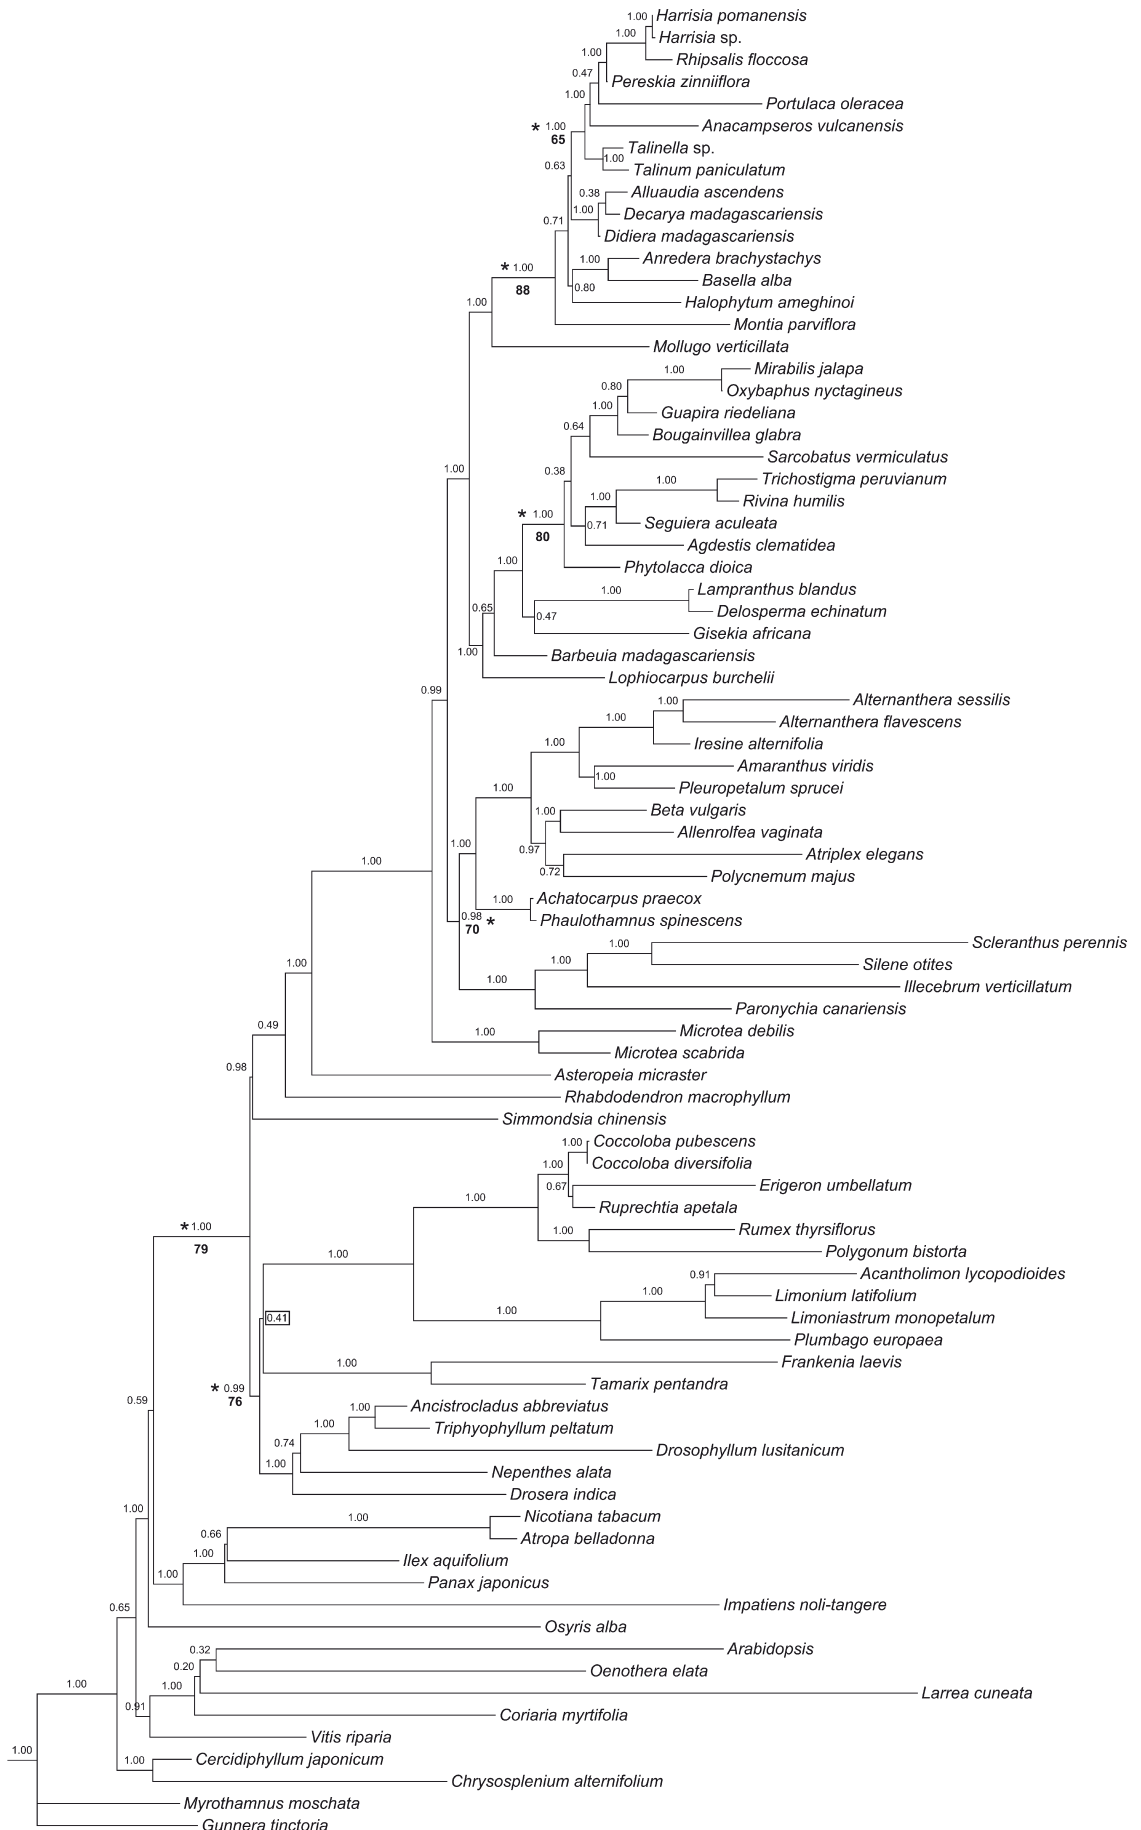 1.00 Harrisia pomanensis
1.00 Harrisia sp.
1.00 Rhipsalis floccosa
0.47 Pereskia zinniiflora
1.00 Portulaca oleracea
* 1.00 Anacampseros vulcanensis
65
Talinella sp.
1.00
0.63 Talinum paniculatum
0.38 Alluaudia ascendens
1.00 Decarya madagascariensis
0.71
Didiera madagascariensis
1.00 Anredera brachystachys
* 1.00
Basella alba
88 0.80
1.00 Halophytum ameghinoi
Montia parviflora
Mollugo verticillata
1.00 Mirabilis jalapa
0.80 Oxybaphus nyctagineus
1.00 Guapira riedeliana
0.64 Bougainvillea glabra
Sarcobatus vermiculatus
1.00 0.38
1.00 Trichostigma peruvianum
1.00 Rivina humilis
* 1.00 0.71 Seguiera aculeata
80 Agdestis clematidea
1.00 Phytolacca dioica
1.00 Lampranthus blandus
0.65 Delosperma echinatum
0.47
Gisekia africana
1.00 Barbeuia madagascariensis
Lophiocarpus burchelii
0.99
1.00 Alternanthera sessilis
1.00 Alternanthera flavescens
1.00 Iresine alternifolia
Amaranthus viridis
1.00
1.00 Pleuropetalum sprucei
1.00 Beta vulgaris
Allenrolfea vaginata
1.00 0.97
Atriplex elegans
1.00 0.72
Polycnemum majus
1.00 Achatocarpus praecox
0.98 * Phaulothamnus spinescens
70
1.00 Scleranthus perennis
1.00 1.00 Silene otites
1.00 Illecebrum verticillatum
Paronychia canariensis
0.49 1.00 Microtea debilis
Microtea scabrida
0.98 Asteropeia micraster
Rhabdodendron macrophyllum
Simmondsia chinensis
1.00 Coccoloba pubescens
1.00 Coccoloba diversifolia
0.67 Erigeron umbellatum
1.00 Ruprechtia apetala
* 1.00 1.00 Rumex thyrsiflorus
79 1.00 Polygonum bistorta
0.91 Acantholimon lycopodioides
1.00 1.00 Limonium latifolium
0.41 Limoniastrum monopetalum
Plumbago europaea
1.00 Frankenia laevis
* 0.99 Tamarix pentandra
76
0.59 1.00 Ancistrocladus abbreviatus
1.00 Triphyophyllum peltatum
0.74 Drosophyllum lusitanicum
1.00
Nepenthes alata
Drosera indica
1.00 1.00 Nicotiana tabacum
0.66 Atropa belladonna
1.00 Ilex aquifolium
1.00 Panax japonicus
0.65 Impatiens noli-tangere
Osyris alba
0.32 Arabidopsis
0.20 Oenothera elata
1.00 1.00 Larrea cuneata
0.91 Coriaria myrtifolia
Vitis riparia
1.00 1.00 Cercidiphyllum japonicum
Chrysosplenium alternifolium
Myrothamnus moschata
Gunnera tinctoria